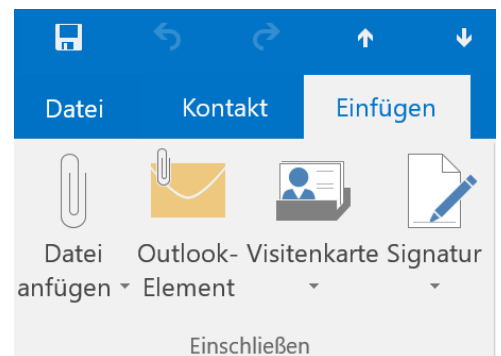 Datei Kontakt Einfügen
Datei Outlook- Visitenkarte Signatur
anfügen Element
Einschließen